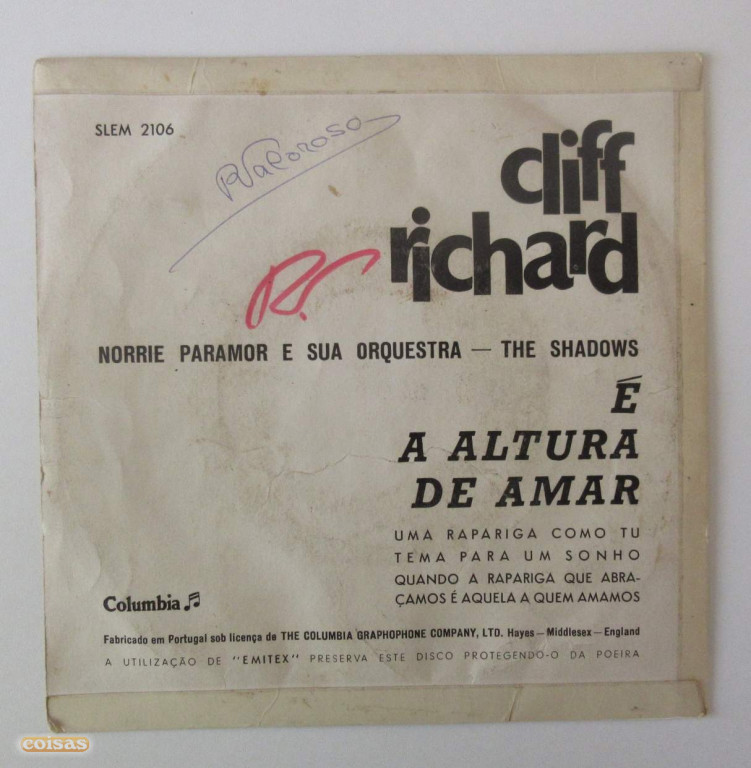 SLEM 2106
R Valoroso
cliff
richard
R.
NORRIE PARAMOR E SUA ORQUESTRA — THE SHADOWS
É
A ALTURA
DE AMAR
UMA RAPARIGA COMO TU
TEMA PARA UM SONHO
QUANDO A RAPARIGA QUE ABRA-
ÇAMOS É AQUELA A QUEM AMAMOS
Columbia
Fabricado em Portugal sob licença de THE COLUMBIA GRAPHOPHONE COMPANY, LTD. Hayes — Middlesex — England
A UTILIZAÇÃO DE "EMITEX" PRESERVA ESTE DISCO PROTEGENDO-O DA POEIRA
coisas